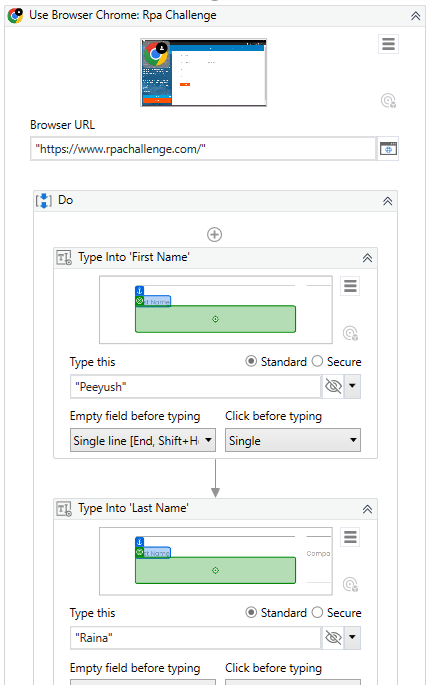 Use Browser Chrome: Rpa Challenge
Browser URL
"https://www.rpachallenge.com/"
Do
Type Into 'First Name'
Type this
Standard
Secure
"Peeyush"
Empty field before typing
Click before typing
Single line [End, Shift+H
Single
Type Into 'Last Name'
Name
Compa
Type this
Standard
Secure
"Raina"
Empty field before typing
Click before typing